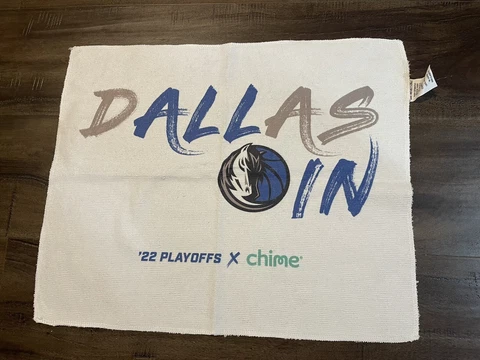 DALLAS
IN
'22 PLAYOFFS X chime